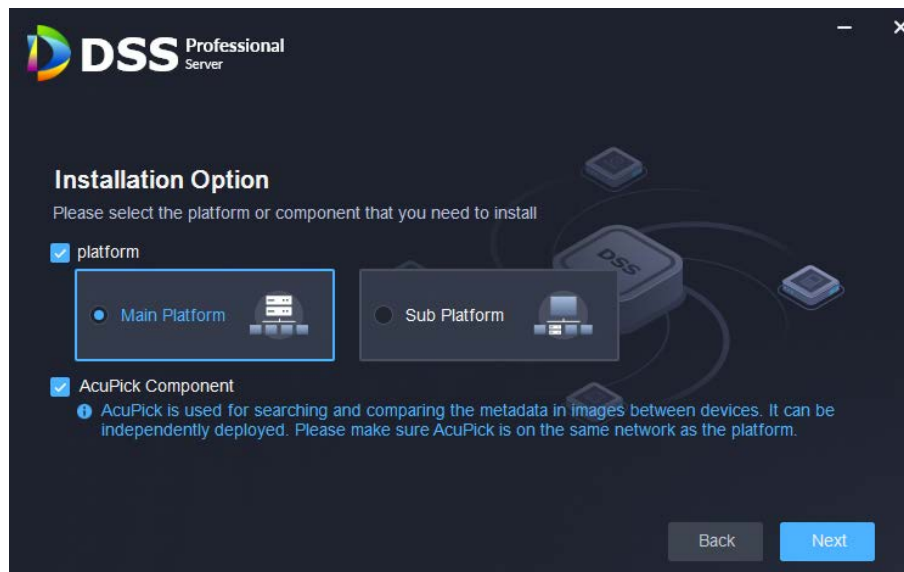 DSS Professional
Server
Installation Option
Please select the platform or component that you need to install
platform
Main Platform
Sub Platform
DSS
AcuPick Component
AcuPick is used for searching and comparing the metadata in images between devices. It can be
independently deployed. Please make sure AcuPick is on the same network as the platform.
Back
Next